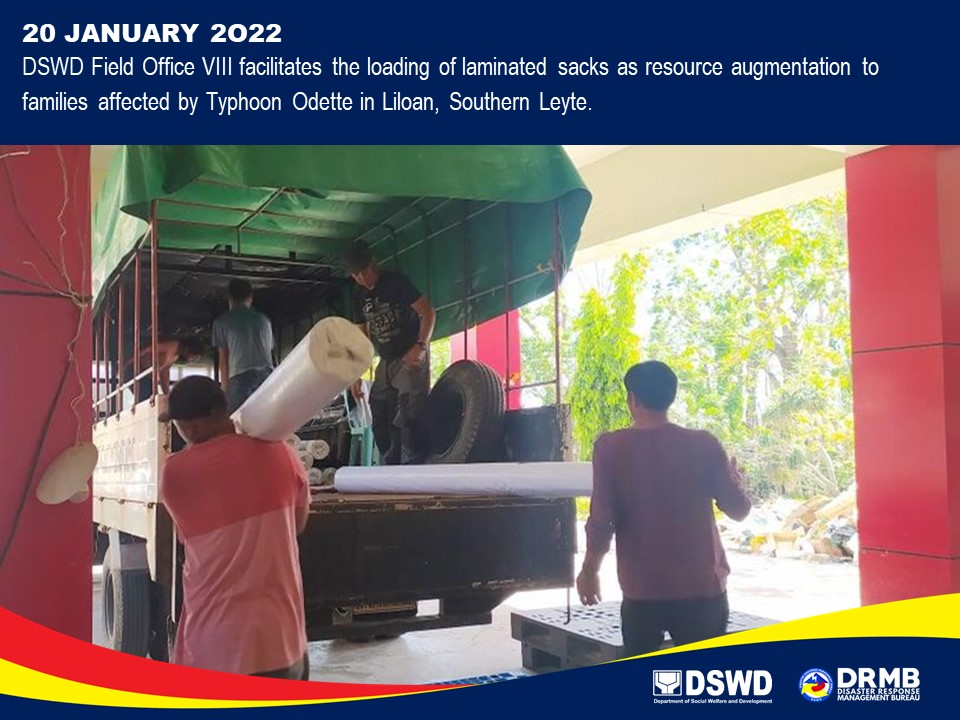 20 JANUARY 2022
DSWD Field Office VIII facilitates the loading of laminated sacks as resource augmentation to
families affected by Typhoon Odette in Liloan, Southern Leyte.
DSWD
Department of Social Welfare and Development
DRMB
DISASTER RESPONSE
MANAGEMENT BUREAU